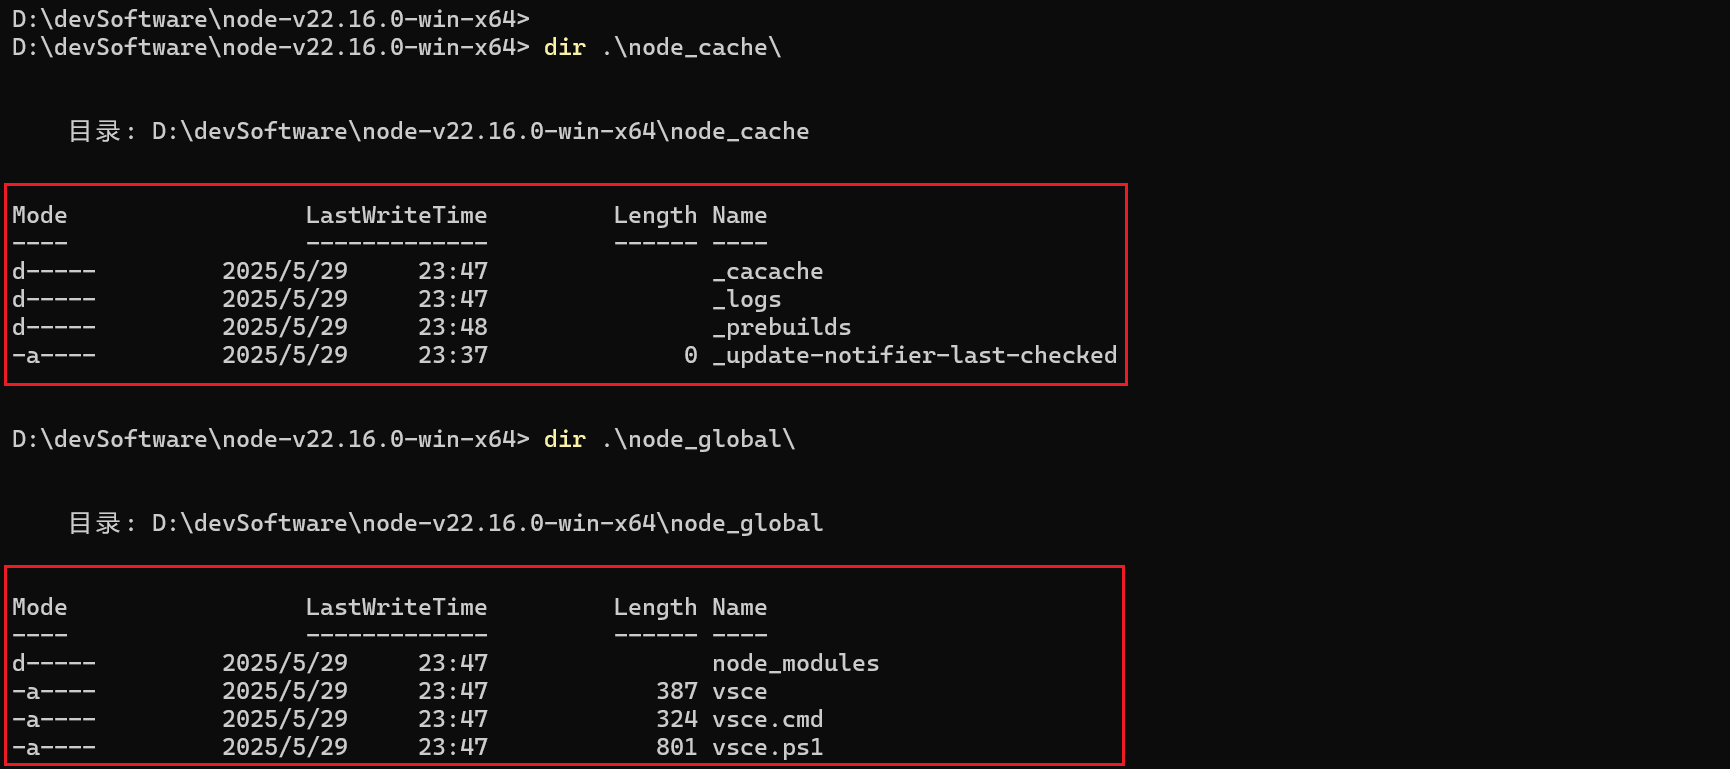 D:\devSoftware\node-v22.16.0-win-x64>
D:\devSoftware\node-v22.16.0-win-x64> dir .\node_cache\
目录: D:\devSoftware\node-v22.16.0-win-x64\node_cache
Mode                 LastWriteTime         Length Name
----                 -------------         ------ ----
d-----         2025/5/29     23:47                _cacache
d-----         2025/5/29     23:47                _logs
d-----         2025/5/29     23:48                _prebuilds
-a----         2025/5/29     23:37              0 _update-notifier-last-checked
D:\devSoftware\node-v22.16.0-win-x64> dir .\node_global\
目录: D:\devSoftware\node-v22.16.0-win-x64\node_global
Mode                 LastWriteTime         Length Name
----                 -------------         ------ ----
d-----         2025/5/29     23:47                node_modules
-a----         2025/5/29     23:47            387 vsce
-a----         2025/5/29     23:47            324 vsce.cmd
-a----         2025/5/29     23:47            801 vsce.ps1